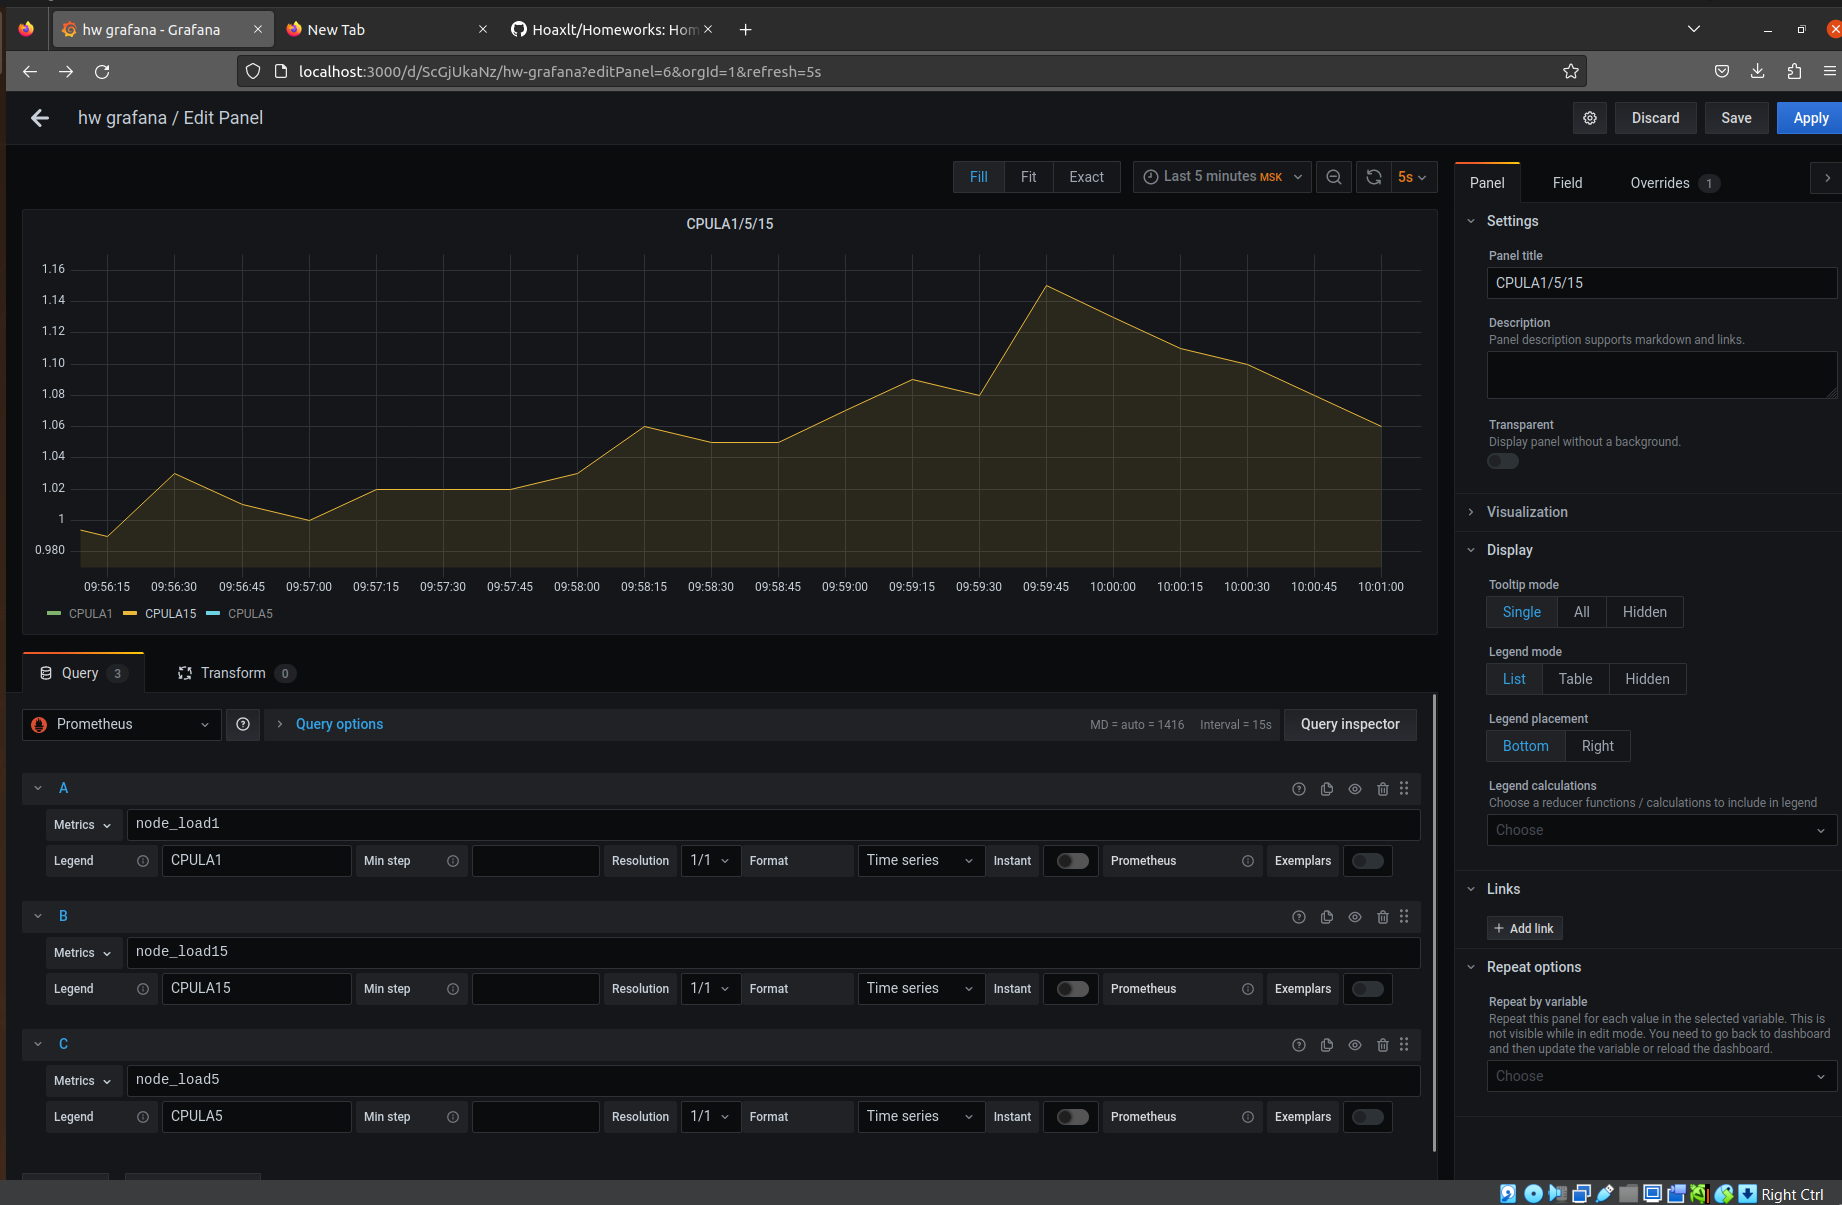 hw grafana - Grafana
New Tab
Hoaxlt/Homeworks: Hom
localhost:3000/d/ScGjUkaNz/hw-grafana?editPanel=6&orgId=1&refresh=5s
hw grafana / Edit Panel
Discard
Save
Apply
Fill
Fit
Exact
Last 5 minutes MSK
5s
Panel
Field
Overrides 1
CPULA1/5/15
1.16
1.14
1.12
1.10
1.08
1.06
1.04
1.02
1
0.980
09:56:15 09:56:30 09:56:45 09:57:00 09:57:15 09:57:30 09:57:45 09:58:00 09:58:15 09:58:30 09:58:45 09:59:00 09:59:15 09:59:30 09:59:45 10:00:00 10:00:15 10:00:30 10:00:45 10:01:00
CPULA1 CPULA15 CPULA5
Query 3
Transform 0
Prometheus
Query options
MD = auto = 1416 Interval = 15s
Query inspector
A
Metrics node_load1
Legend CPULA1 Min step Resolution 1/1 Format Time series Instant Prometheus Exemplars
B
Metrics node_load15
Legend CPULA15 Min step Resolution 1/1 Format Time series Instant Prometheus Exemplars
C
Metrics node_load5
Legend CPULA5 Min step Resolution 1/1 Format Time series Instant Prometheus Exemplars
Settings
Panel title
CPULA1/5/15
Description
Panel description supports markdown and links.
Transparent
Display panel without a background.
Visualization
Display
Tooltip mode
Single All Hidden
Legend mode
List Table Hidden
Legend placement
Bottom Right
Legend calculations
Choose a reducer functions / calculations to include in legend
Choose
Links
+ Add link
Repeat options
Repeat by variable
Repeat this panel for each value in the selected variable. This is
not visible while in edit mode. You need to go back to dashboard
and then update the variable or reload the dashboard.
Choose
Right Ctrl